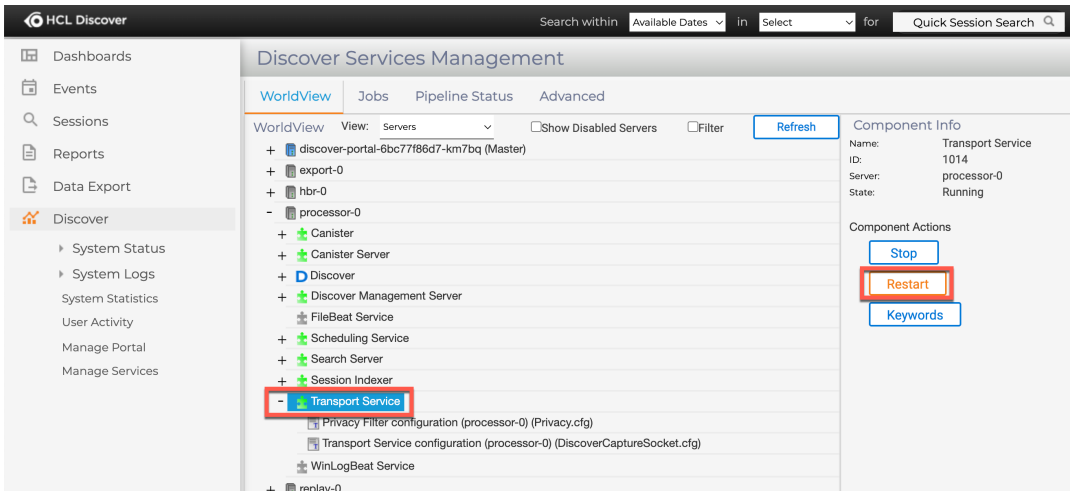 HCL Discover
Search within Available Dates in Select for Quick Session Search
Dashboards
Events
Sessions
Reports
Data Export
Discover
System Status
System Logs
System Statistics
User Activity
Manage Portal
Manage Services
Discover Services Management
WorldView Jobs Pipeline Status Advanced
WorldView View: Servers Show Disabled Servers Filter Refresh
+ discover-portal-6bc77f86d7-km7bq (Master)
+ export-0
+ hbr-0
- processor-0
+ Canister
+ Canister Server
+ D Discover
+ Discover Management Server
FileBeat Service
+ Scheduling Service
+ Search Server
+ Session Indexer
- Transport Service
Privacy Filter configuration (processor-0) (Privacy.cfg)
Transport Service configuration (processor-0) (DiscoverCaptureSocket.cfg)
WinLogBeat Service
+ replay-0
Component Info
Name: Transport Service
ID: 1014
Server: processor-0
State: Running
Component Actions
Stop
Restart
Keywords